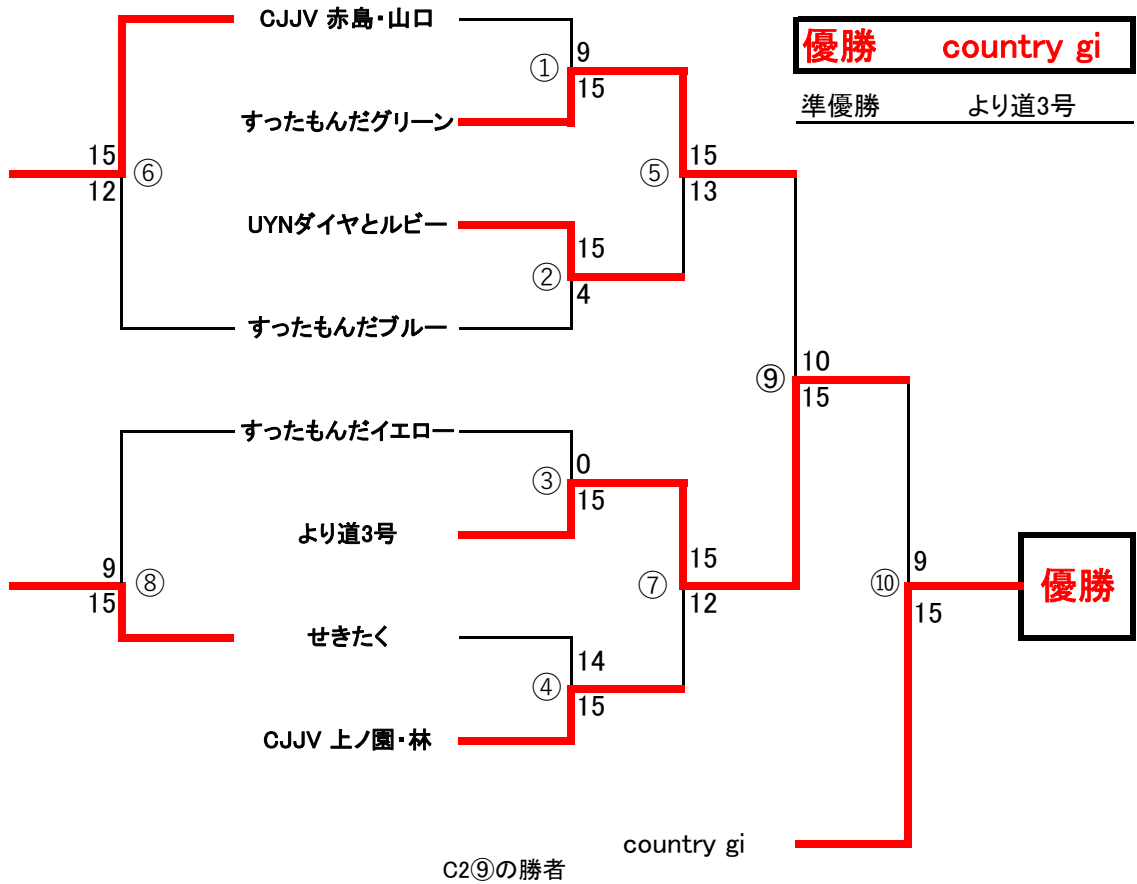 CJJV 赤島・山口
優勝 country gi
9
①
15
すったもんだグリーン
準優勝 より道3号
15
⑥
12
15
⑤
13
UYNダイヤとルビー
15
②
4
すったもんだブルー
10
⑨
15
すったもんだイエロー
0
③
15
より道3号
9
⑧
15
15
⑦
12
9
⑩
15
優勝
せきたく
14
④
15
CJJV 上ノ園・林
country gi
C2⑨の勝者